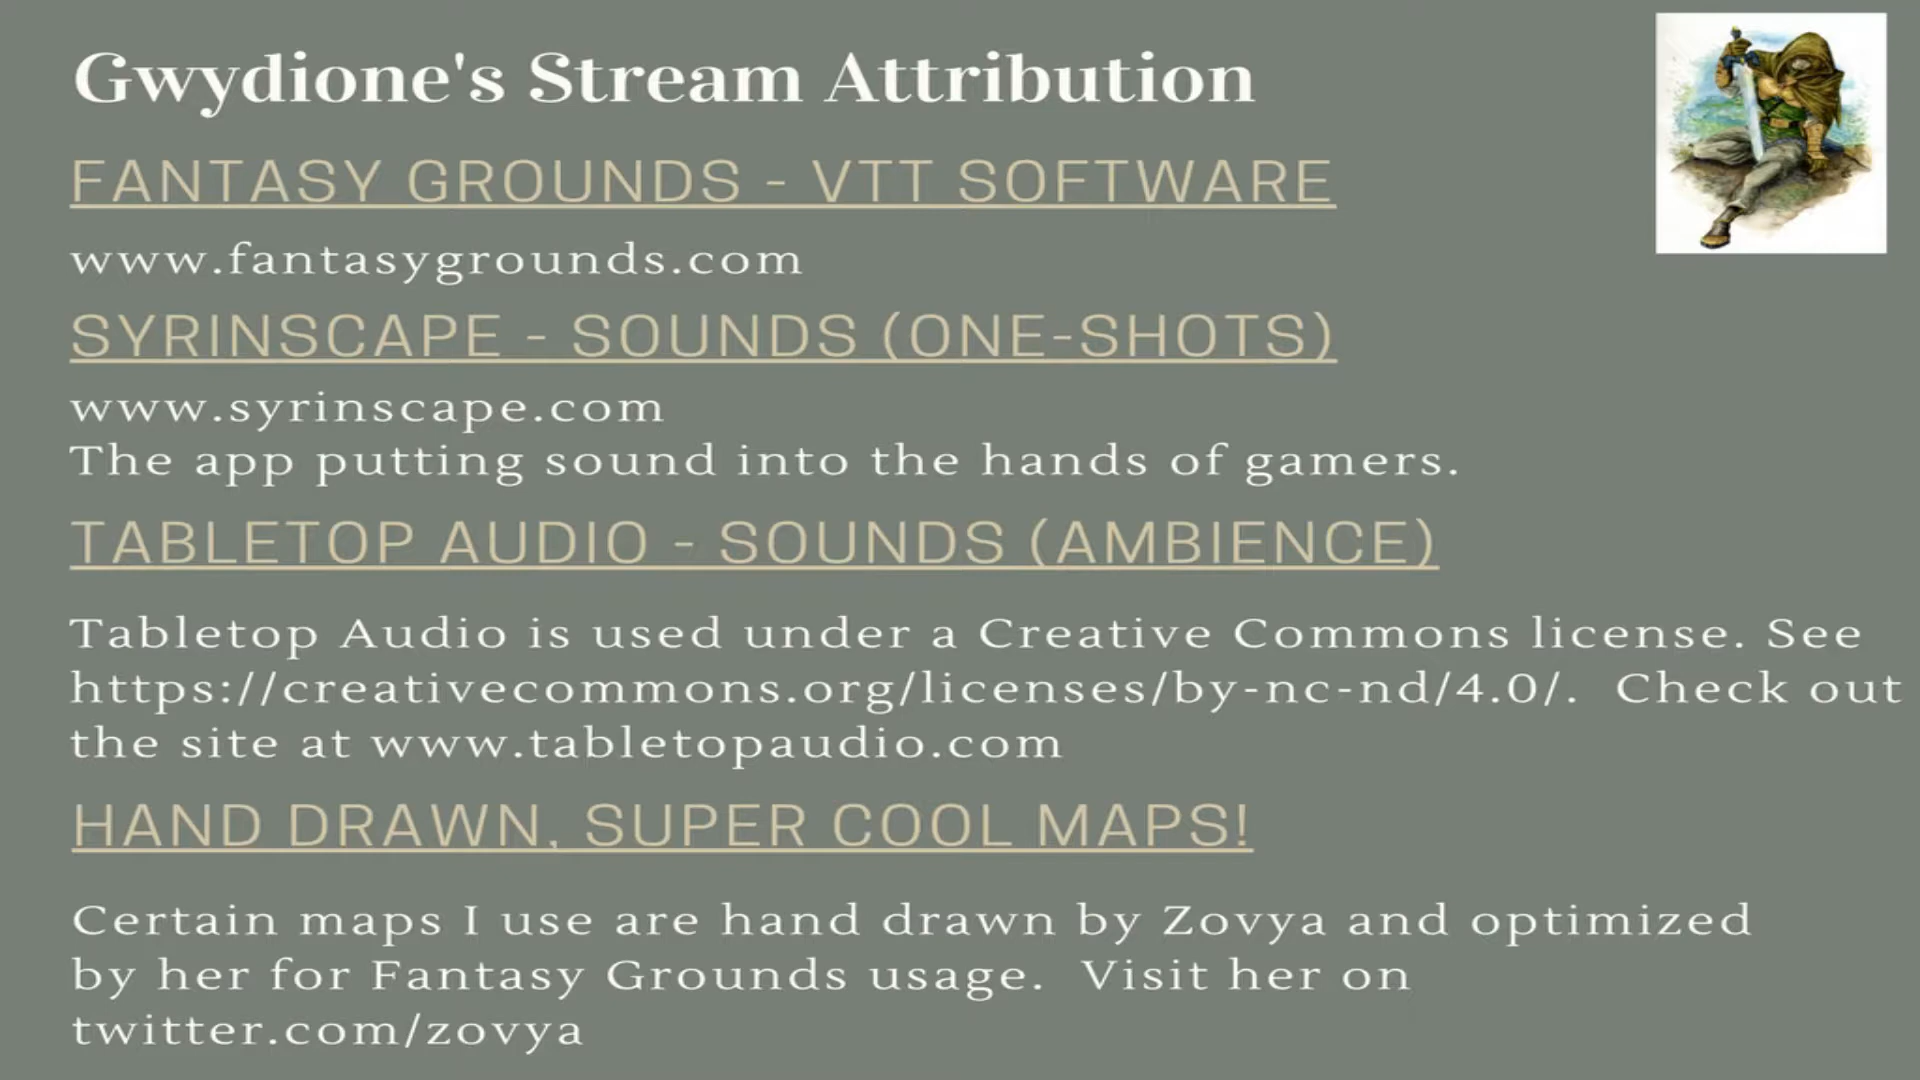 Gwydione's Stream Attribution
FANTASY GROUNDS - VTT SOFTWARE
www.fantasygrounds.com
SYRINSCAPE - SOUNDS (ONE-SHOTS)
www.syrinscape.com
The app putting sound into the hands of gamers.
TABLETOP AUDIO - SOUNDS (AMBIENCE)
Tabletop Audio is used under a Creative Commons license. See
https://creativecommons.org/licenses/by-nc-nd/4.0/.  Check out
the site at www.tabletopaudio.com
HAND DRAWN, SUPER COOL MAPS!
Certain maps I use are hand drawn by Zovya and optimized
by her for Fantasy Grounds usage.  Visit her on
twitter.com/zovya